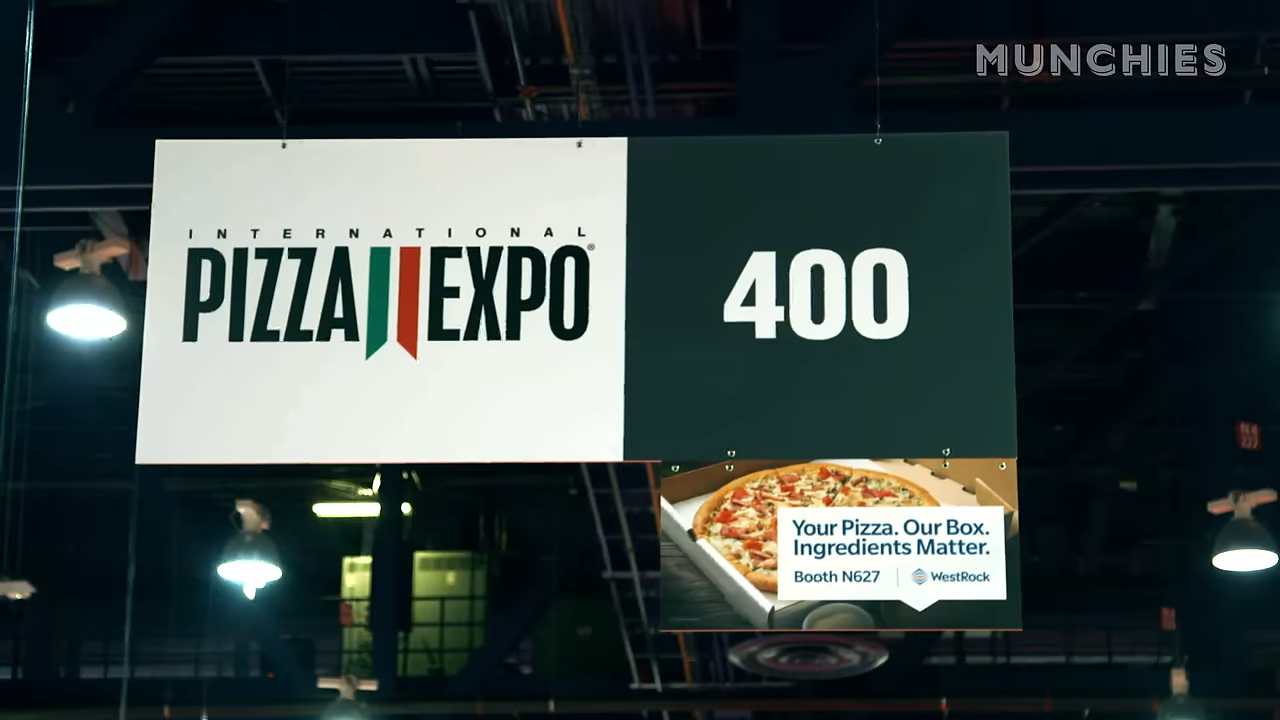 MUNCHIES
INTERNATIONAL
PIZZA EXPO®
400
Your Pizza. Our Box.
Ingredients Matter.
Booth N627
WestRock